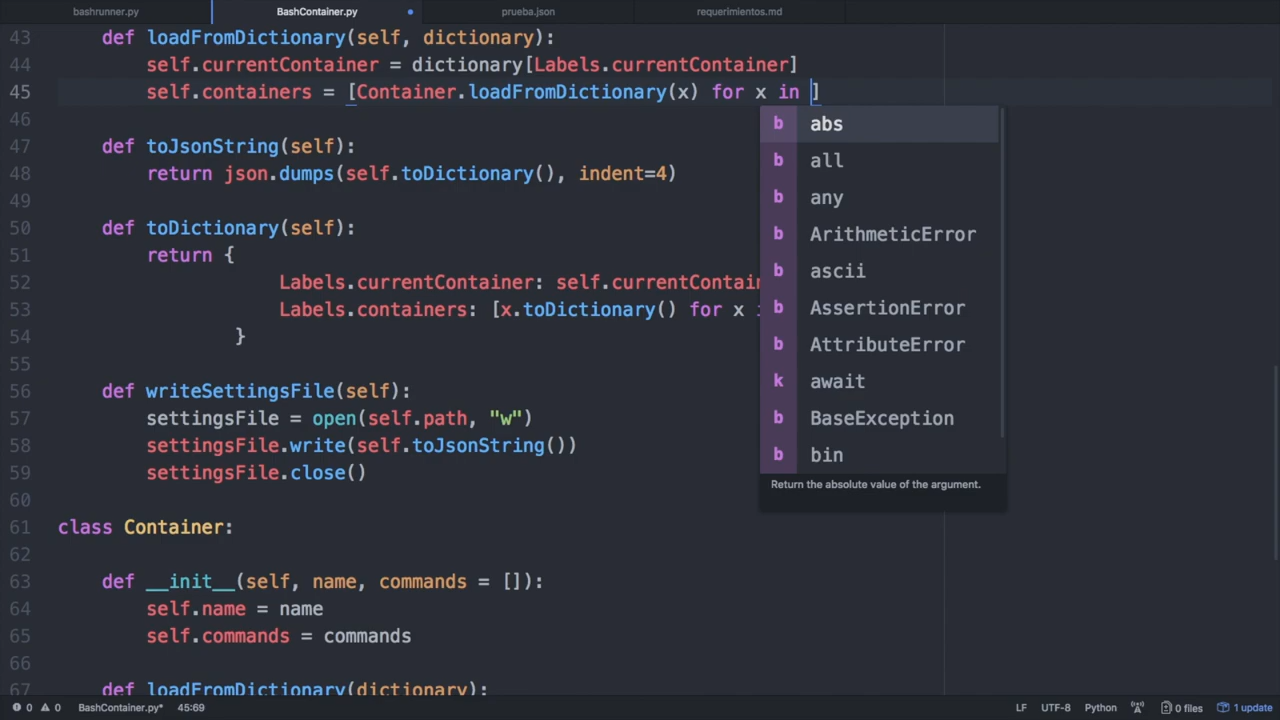 bashrunner.py BashContainer.py prueba.json requerimientos.md
43 def loadFromDictionary(self, dictionary):
44 self.currentContainer = dictionary[Labels.currentContainer]
45 self.containers = [Container.loadFromDictionary(x) for x in ]
46
47 def toJsonString(self):
48 return json.dumps(self.toDictionary(), indent=4)
49
50 def toDictionary(self):
51 return {
52 Labels.currentContainer: self.currentContai
53 Labels.containers: [x.toDictionary() for x i
54 }
55
56 def writeSettingsFile(self):
57 settingsFile = open(self.path, "w")
58 settingsFile.write(self.toJsonString())
59 settingsFile.close()
60
61 class Container:
62
63 def __init__(self, name, commands = []):
64 self.name = name
65 self.commands = commands
66
67 def loadFromDictionary(dictionary):
b abs
b all
b any
b ArithmeticError
b ascii
b AssertionError
b AttributeError
k await
b BaseException
b bin
Return the absolute value of the argument.
0 0 BashContainer.py* 45:69 LF UTF-8 Python 0 files 1 update